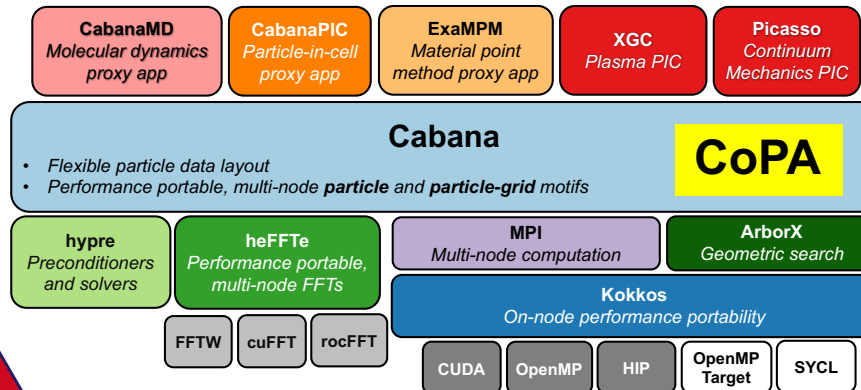 CabanaMD
Molecular dynamics
proxy app
CabanaPIC
Particle-in-cell
proxy app
ExaMPM
Material point
method proxy app
XGC
Plasma PIC
Picasso
Continuum
Mechanics PIC
Cabana
• Flexible particle data layout
• Performance portable, multi-node particle and particle-grid motifs
CoPA
hypre
Preconditioners
and solvers
heFFTe
Performance portable,
multi-node FFTs
MPI
Multi-node computation
ArborX
Geometric search
Kokkos
On-node performance portability
FFTW
cuFFT
rocFFT
CUDA
OpenMP
HIP
OpenMP
Target
SYCL